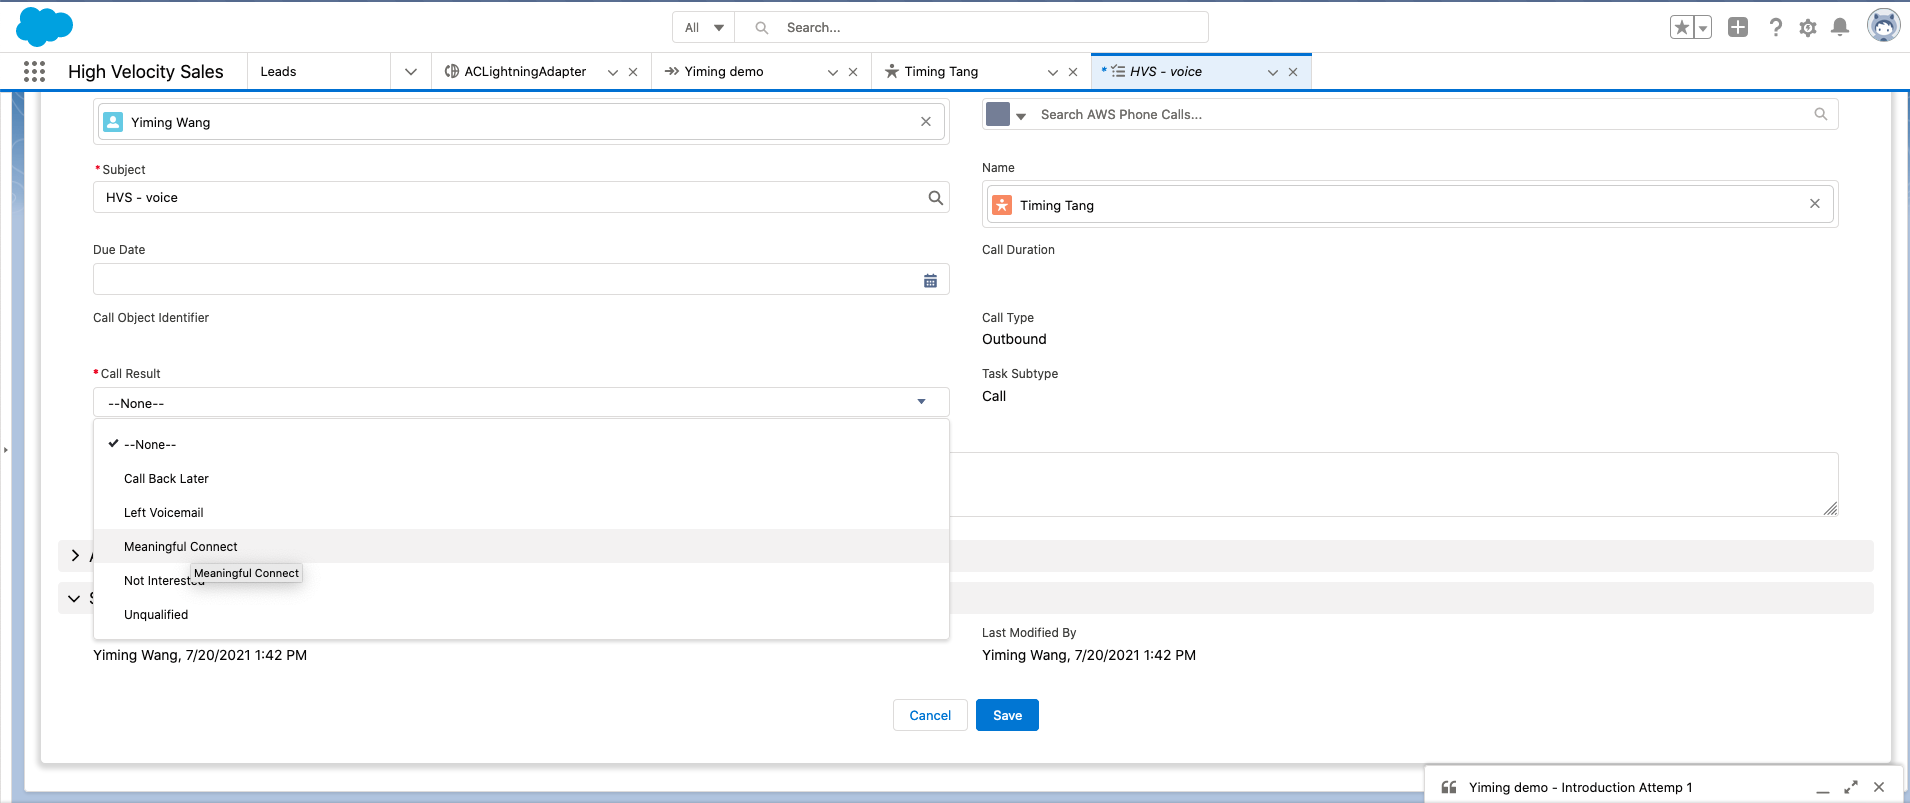 All
Search...
High Velocity Sales
Leads
ACLightningAdapter
Yiming demo
Timing Tang
* HVS - voice
Yiming Wang
Search AWS Phone Calls...
*Subject
HVS - voice
Name
Timing Tang
Due Date
Call Duration
Call Object Identifier
Call Type
Outbound
*Call Result
--None--
Task Subtype
Call
--None--
Call Back Later
Left Voicemail
Meaningful Connect
Meaningful Connect
Not Interested
Unqualified
Last Modified By
Yiming Wang, 7/20/2021 1:42 PM
Yiming Wang, 7/20/2021 1:42 PM
Cancel
Save
Yiming demo - Introduction Attemp 1